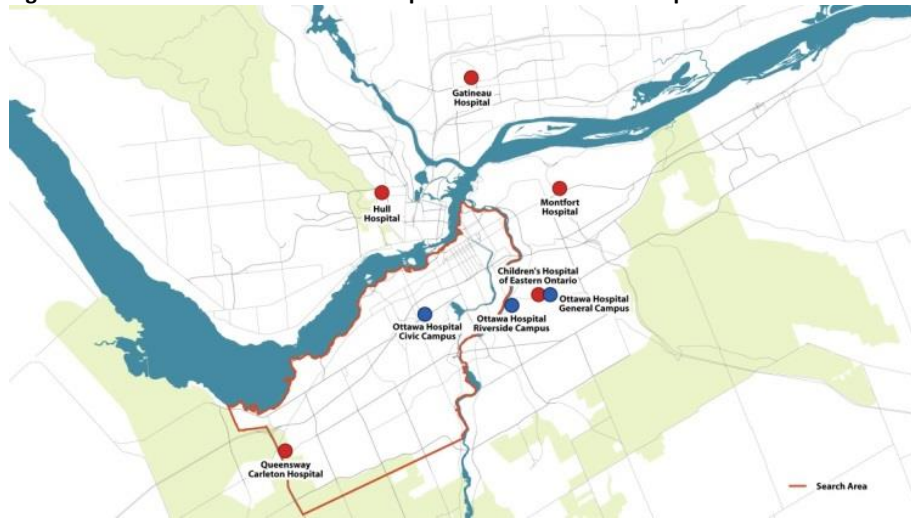 Gatineau
Hospital
Hull
Hospital
Montfort
Hospital
Children's Hospital
of Eastern Ontario
Ottawa Hospital
General Campus
Ottawa Hospital
Riverside Campus
Ottawa Hospital
Civic Campus
Queensway
Carleton Hospital
Search Area